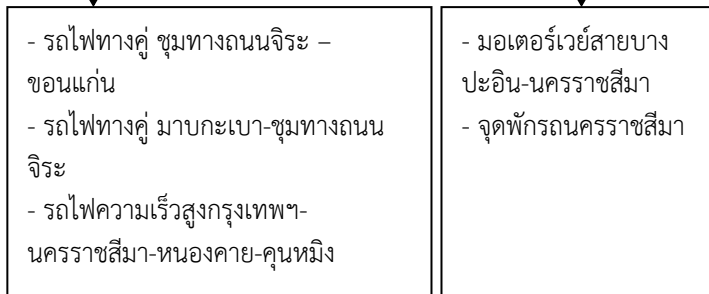 - รถไฟทางคู่ ชุมทางถนนจิระ –
ขอนแก่น
- รถไฟทางคู่ มาบกะเบา-ชุมทางถนน
จิระ
- รถไฟความเร็วสูงกรุงเทพฯ-
นครราชสีมา-หนองคาย-คุนหมิง
- มอเตอร์เวย์สายบาง
ปะอิน-นครราชสีมา
- จุดพักรถนครราชสีมา